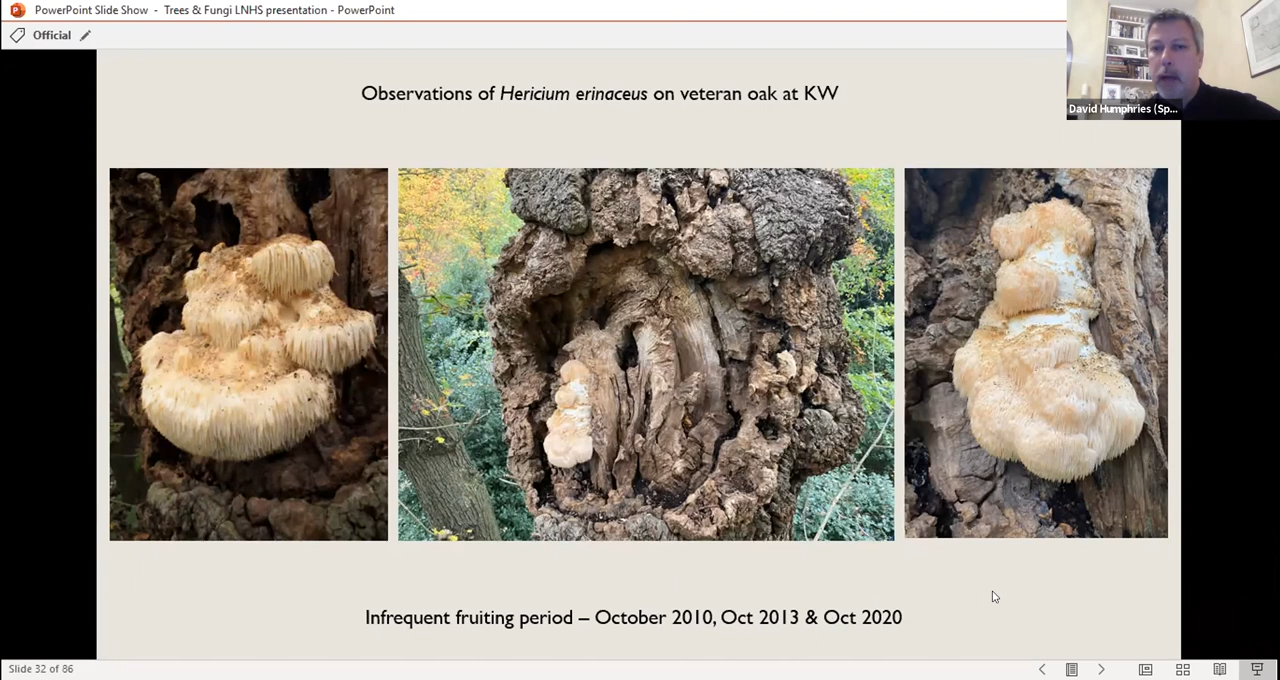 PowerPoint Slide Show - Trees & Fungi LNHS presentation - PowerPoint
Official
David Humphries (Sp...
Observations of Hericium erinaceus on veteran oak at KW
Infrequent fruiting period – October 2010, Oct 2013 & Oct 2020
Slide 32 of 86